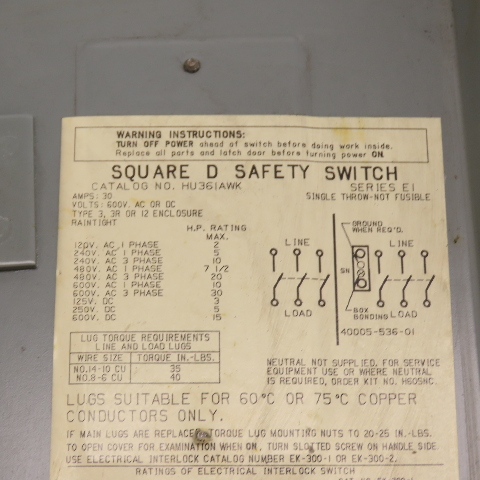 WARNING INSTRUCTIONS:
TURN OFF POWER ahead of switch before doing work inside.
Replace all parts and latch door before turning power ON.
SQUARE D SAFETY SWITCH
CATALOG NO. HU361AWK SERIES E1
AMPS: 30 SINGLE THROW-NOT FUSIBLE
VOLTS: 600V. AC OR DC
TYPE 3, 3R OR 12 ENCLOSURE
RAINTIGHT
H.P. RATING
MAX.
120V. AC 1 PHASE 2
240V. AC 1 PHASE 5
240V. AC 3 PHASE 10
480V. AC 1 PHASE 7 1/2
480V. AC 3 PHASE 20
600V. AC 1 PHASE 10
600V. AC 3 PHASE 30
125V. DC 3
250V. DC 5
600V. DC 15
GROUND
WHEN REQ'D.
LINE LINE
SN
LOAD BOX
BONDING LOAD
40005-536-01
LUG TORQUE REQUIREMENTS
LINE AND LOAD LUGS
WIRE SIZE TORQUE IN.-LBS.
NO.14-10 CU 35
NO.8-6 CU 40
NEUTRAL NOT SUPPLIED, FOR SERVICE
EQUIPMENT USE OR WHERE NEUTRAL
IS REQUIRED, ORDER KIT NO. H60SNC.
LUGS SUITABLE FOR 60°C OR 75°C COPPER
CONDUCTORS ONLY.
IF MAIN LUGS ARE REPLACED TORQUE LUG MOUNTING NUTS TO 20-25 IN.-LBS.
TO OPEN COVER FOR EXAMINATION WHEN ON, TURN SLOTTED SCREW ON HANDLE SIDE.
USE ELECTRICAL INTERLOCK CATALOG NUMBER EK-300-1 OR EK-300-2.
RATINGS OF ELECTRICAL INTERLOCK SWITCH